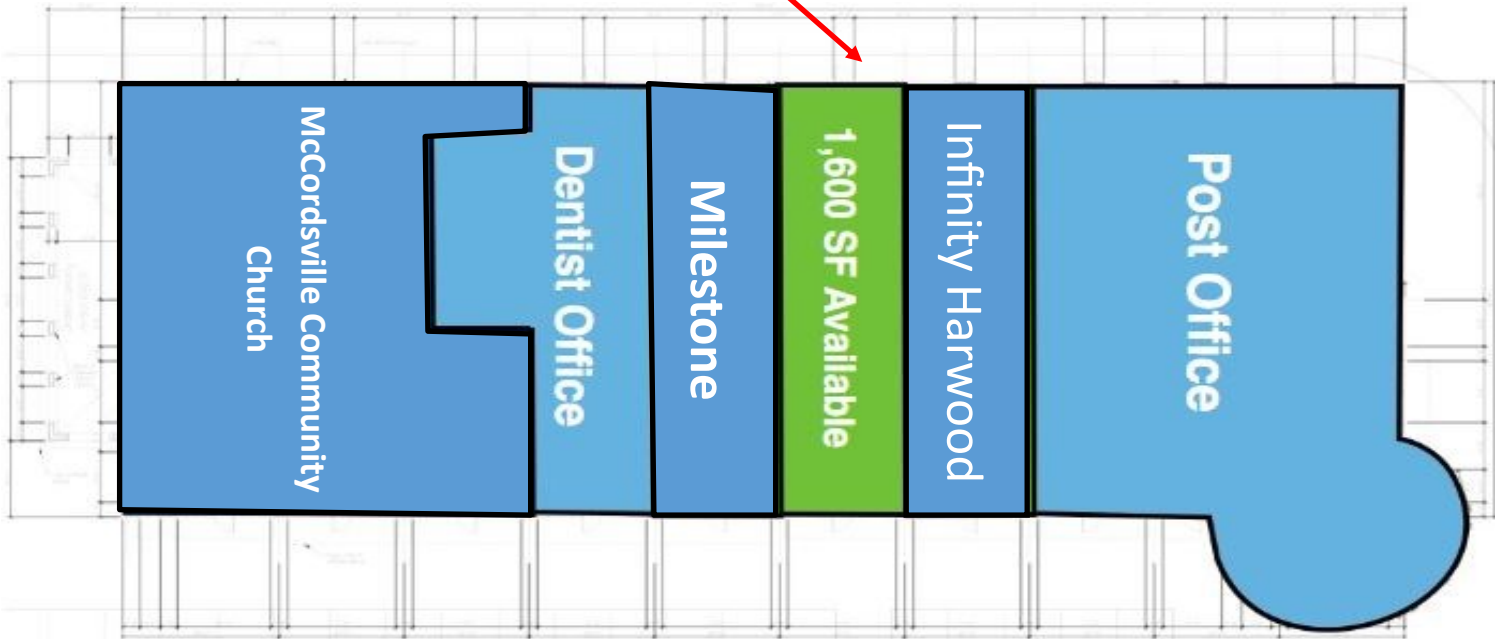 McCordsville Community
Church
Dentist Office
Milestone
1,600 SF Available
Infinity Harwood
Post Office